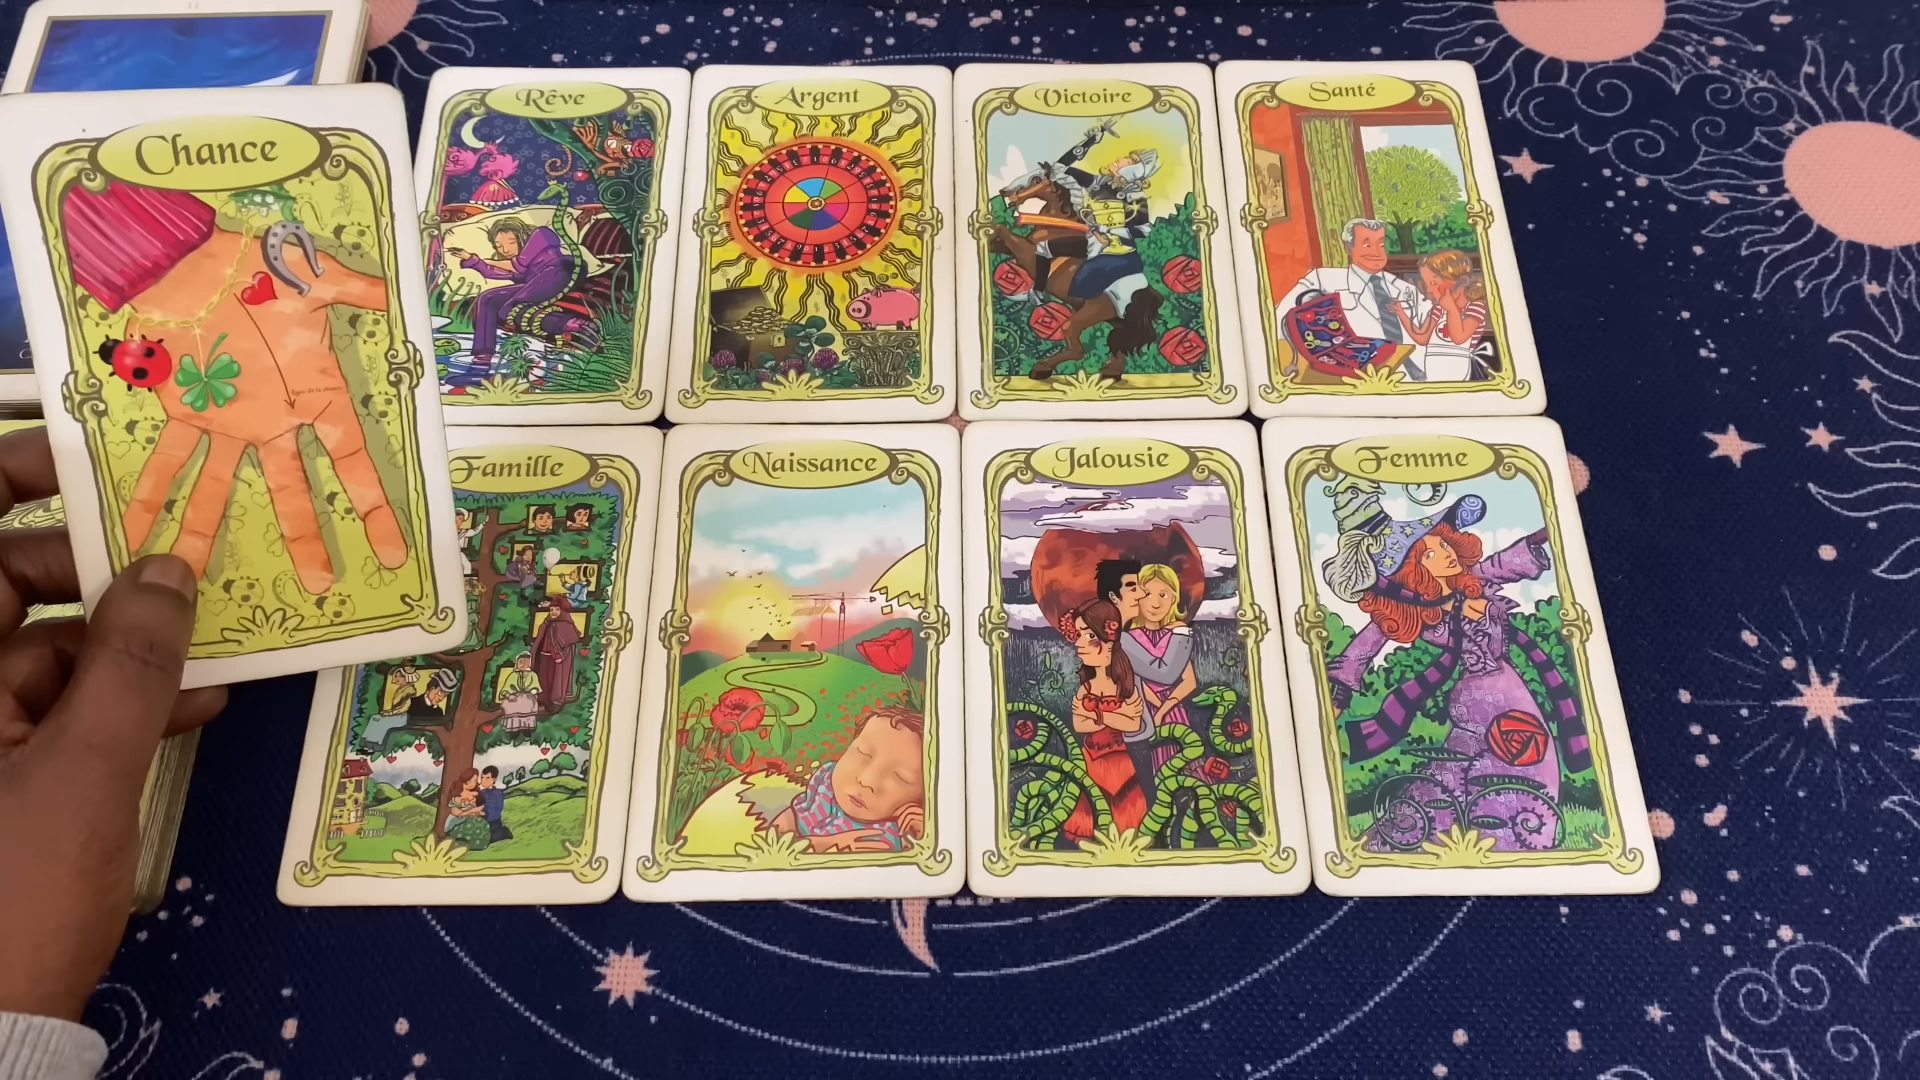 Chance
Rêve
Argent
Victoire
Santé
Famille
Naissance
Jalousie
Femme